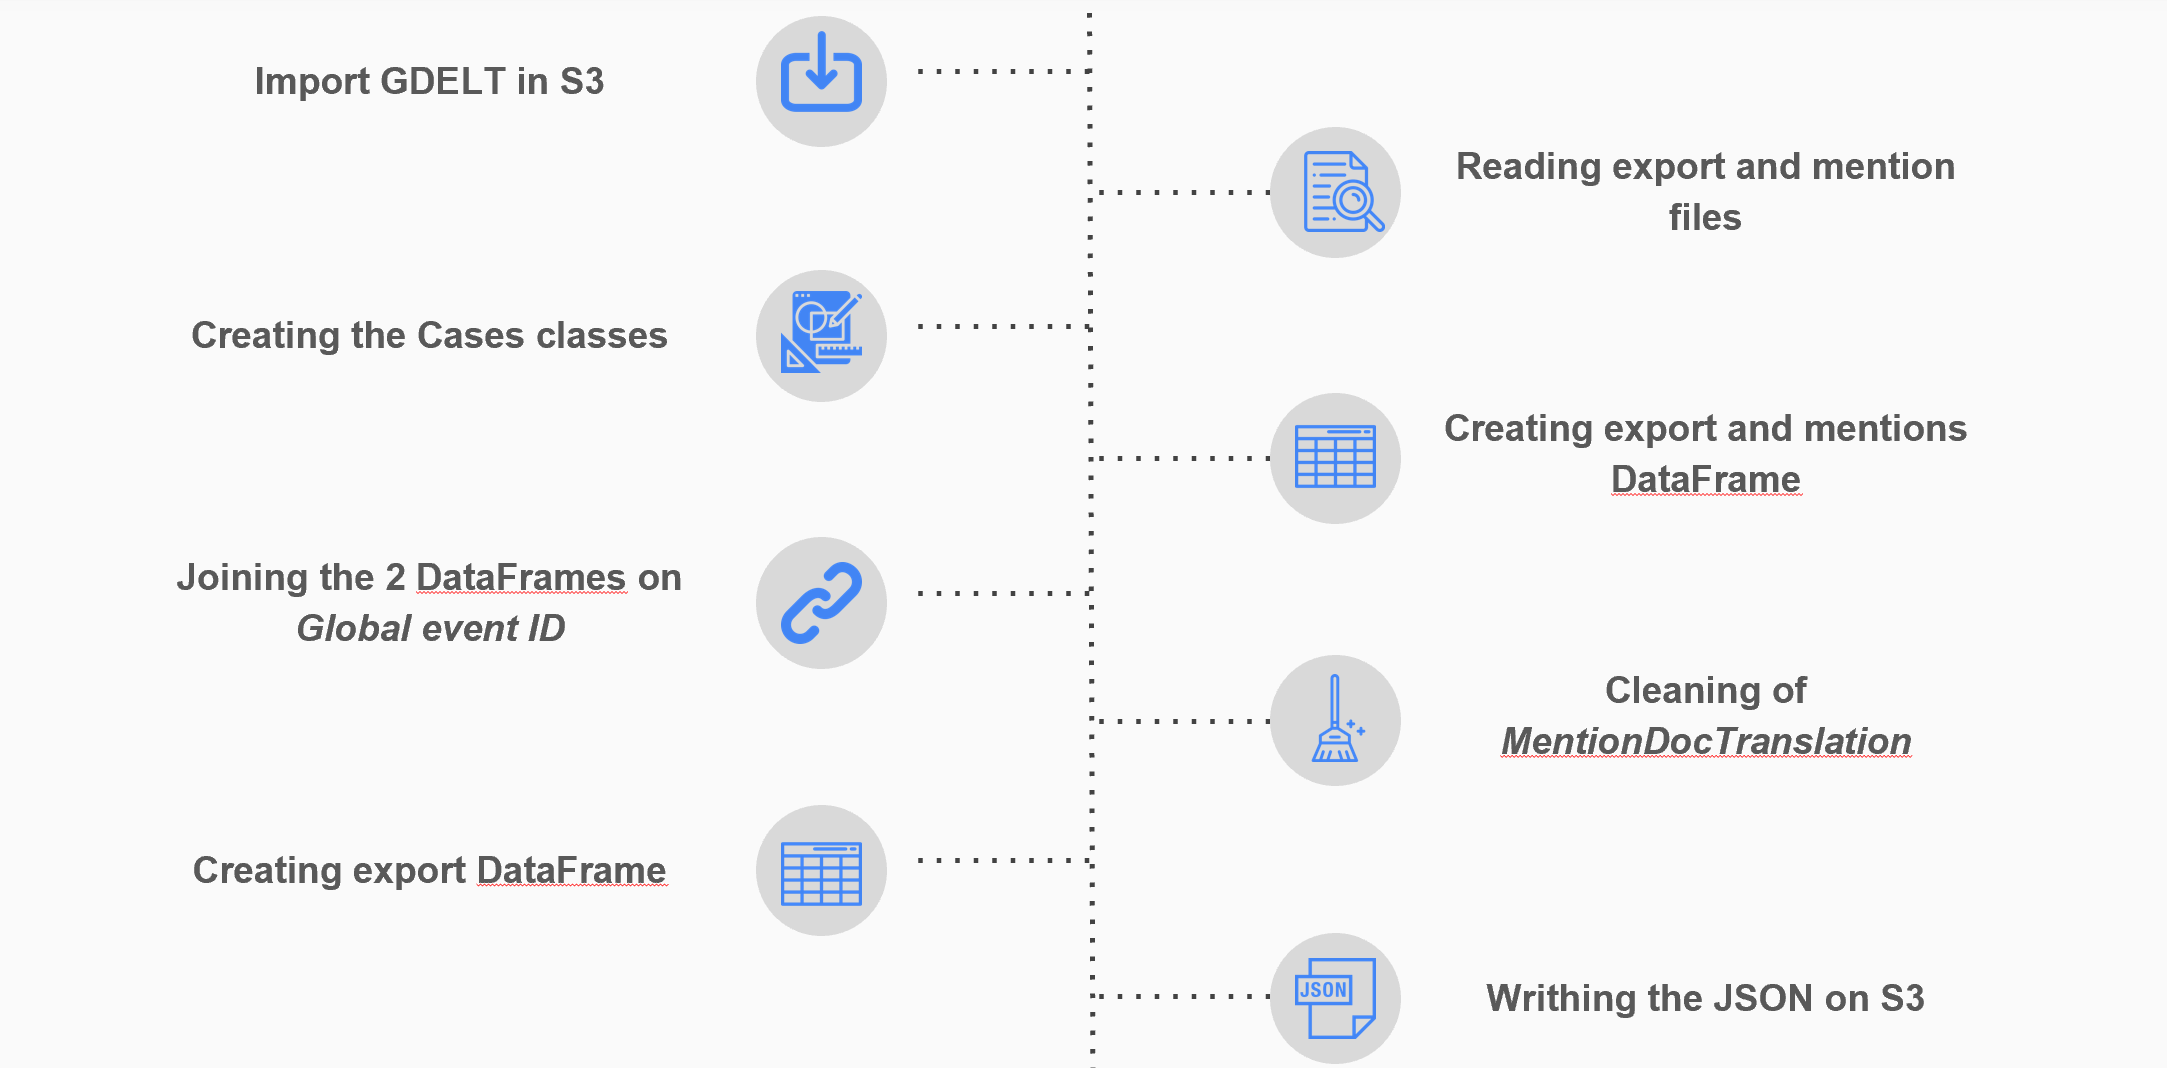 Import GDELT in S3
Reading export and mention
files
Creating the Cases classes
Creating export and mentions
DataFrame
Joining the 2 DataFrames on
Global event ID
Cleaning of
MentionDocTranslation
Creating export DataFrame
JSON
Writhing the JSON on S3